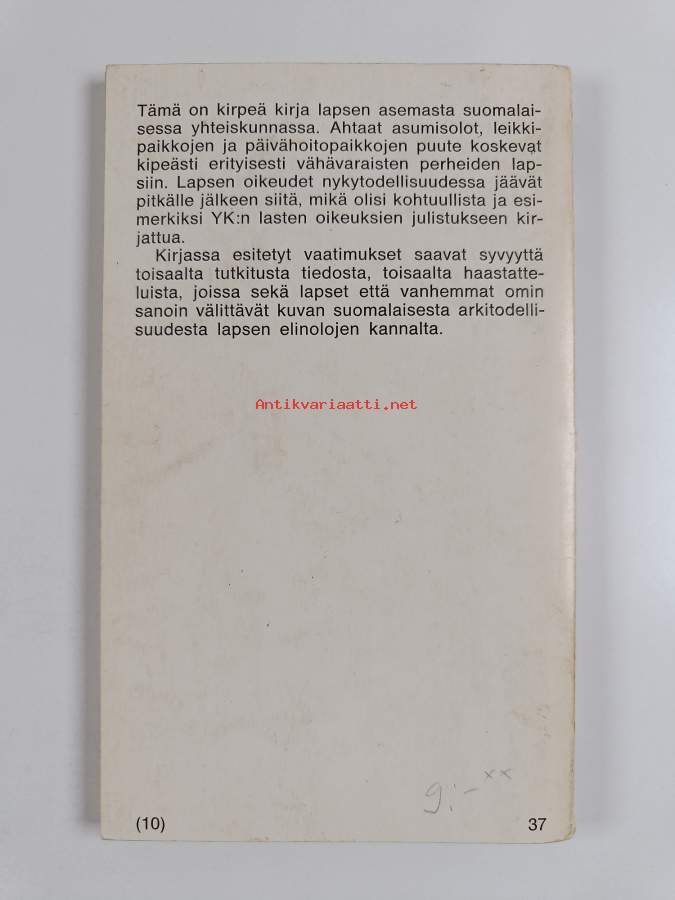 Tämä on kirpeä kirja lapsen asemasta suomalai-
sessa yhteiskunnassa. Ahtaat asumisolot, leikki-
paikkojen ja päivähoitopaikkojen puute koskevat
kipeästi erityisesti vähävaraisten perheiden lap-
siin. Lapsen oikeudet nykytodellisuudessa jäävät
pitkälle jälkeen siitä, mikä olisi kohtuullista ja esi-
merkiksi YK:n lasten oikeuksien julistukseen kir-
jattua.
Kirjassa esitetyt vaatimukset saavat syvyyttä
toisaalta tutkitusta tiedosta, toisaalta haastatte-
luista, joissa sekä lapset että vanhemmat omin
sanoin välittävät kuvan suomalaisesta arkitodelli-
suudesta lapsen elinolojen kannalta.
Antikvariaatti.net
9:- xx
(10) 37